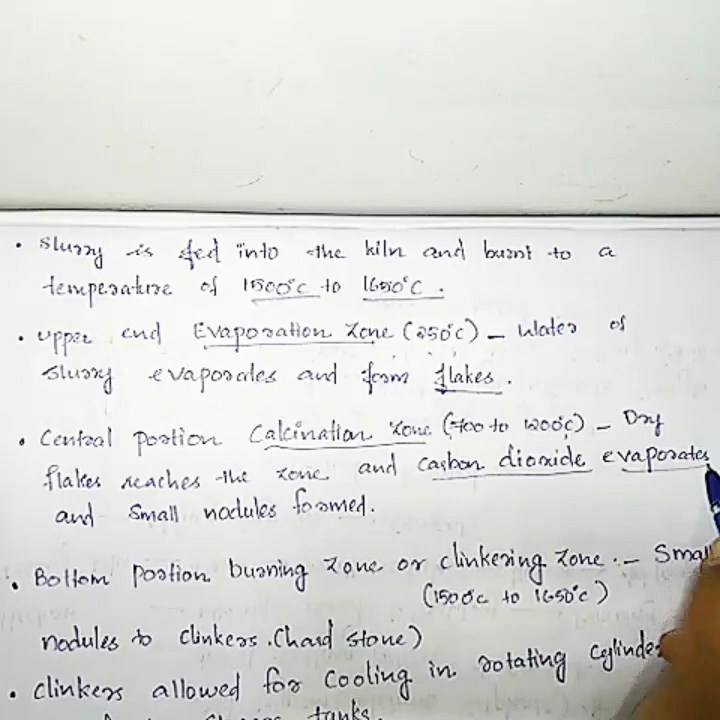 • Slurry is fed into the kiln and burnt to a
temperature of 1500°c to 1650°c.
• upper end Evaporation zone (250°c) – Water of
slurry evaporates and form flakes.
• Central portion Calcination zone (700 to 1200°c) – Dry
flakes reaches the zone and carbon dioxide evaporates
and small nodules formed.
• Bottom portion burning zone or clinkering zone :– Small
(1500°c to 1650°c)
nodules to clinkers. (hard stone)
• clinkers allowed for cooling in rotating cylinder
tanks.